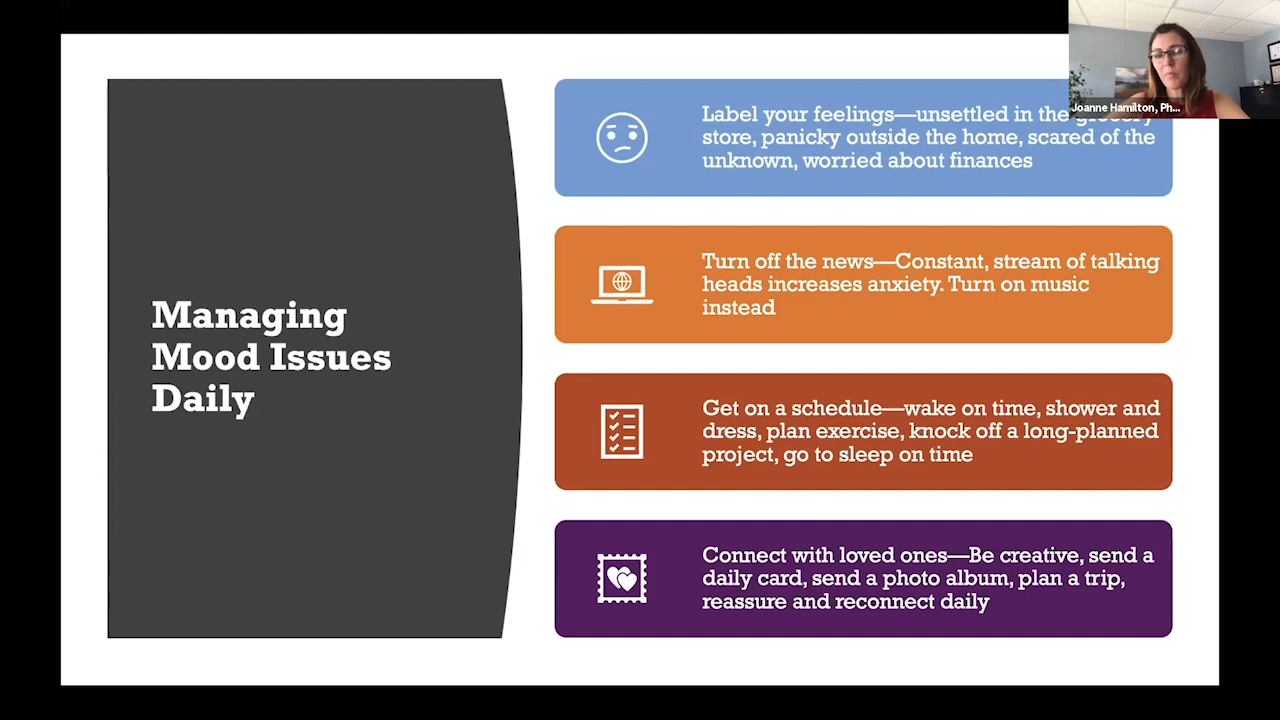 Managing
Mood Issues
Daily
Label your feelings—unsettled in the grocery
store, panicky outside the home, scared of the
unknown, worried about finances
Turn off the news—Constant, stream of talking
heads increases anxiety. Turn on music
instead
Get on a schedule—wake on time, shower and
dress, plan exercise, knock off a long-planned
project, go to sleep on time
Connect with loved ones—Be creative, send a
daily card, send a photo album, plan a trip,
reassure and reconnect daily
Joanne Hamilton, Ph...